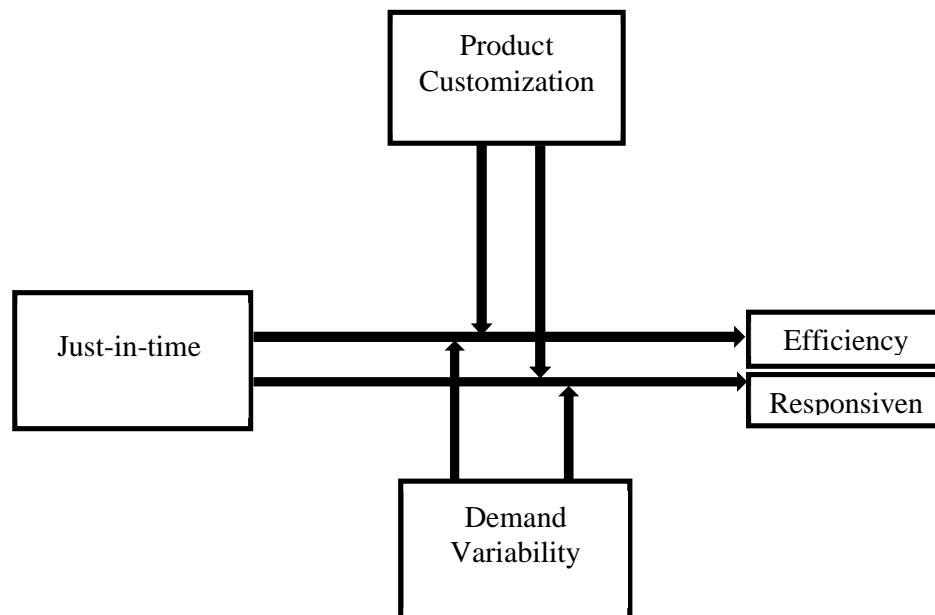 Product
Customization
Just-in-time
Efficiency
Responsiven
Demand
Variability